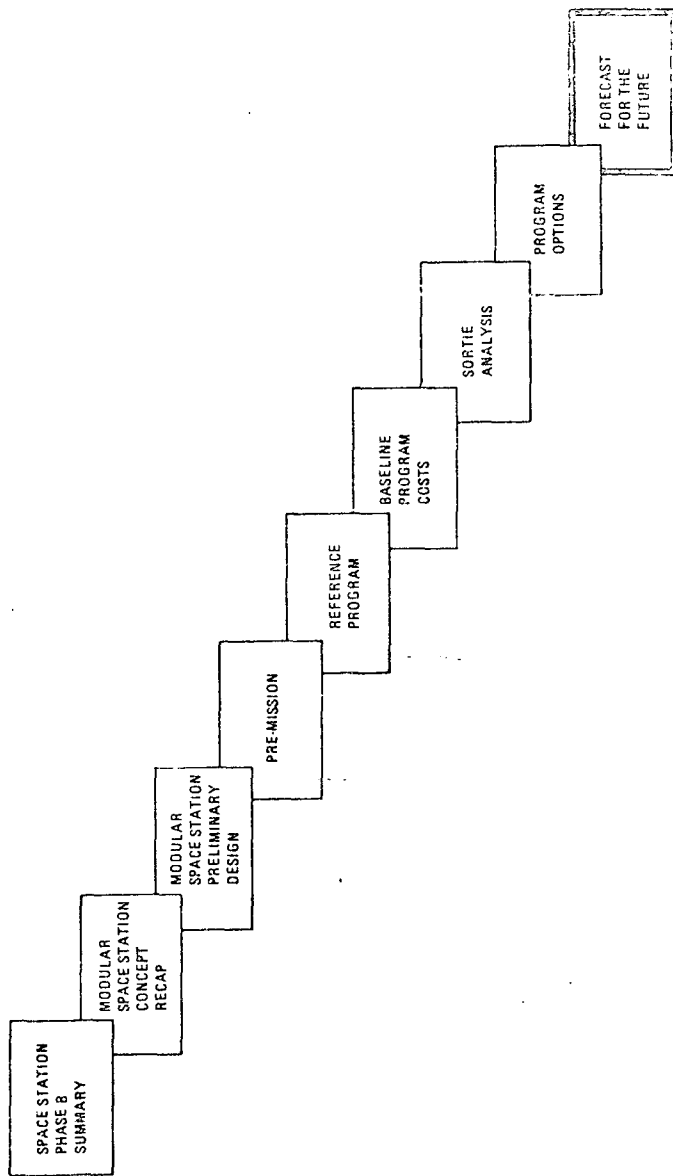 SPACE STATION
PHASE B
SUMMARY
MODULAR
SPACE STATION
CONCEPT
RECAP
MODULAR
SPACE STATION
PRELIMINARY
DESIGN
PRE-MISSION
REFERENCE
PROGRAM
BASELINE
PROGRAM
COSTS
SORTIE
ANALYSIS
PROGRAM
OPTIONS
FORECAST
FOR THE
FUTURE